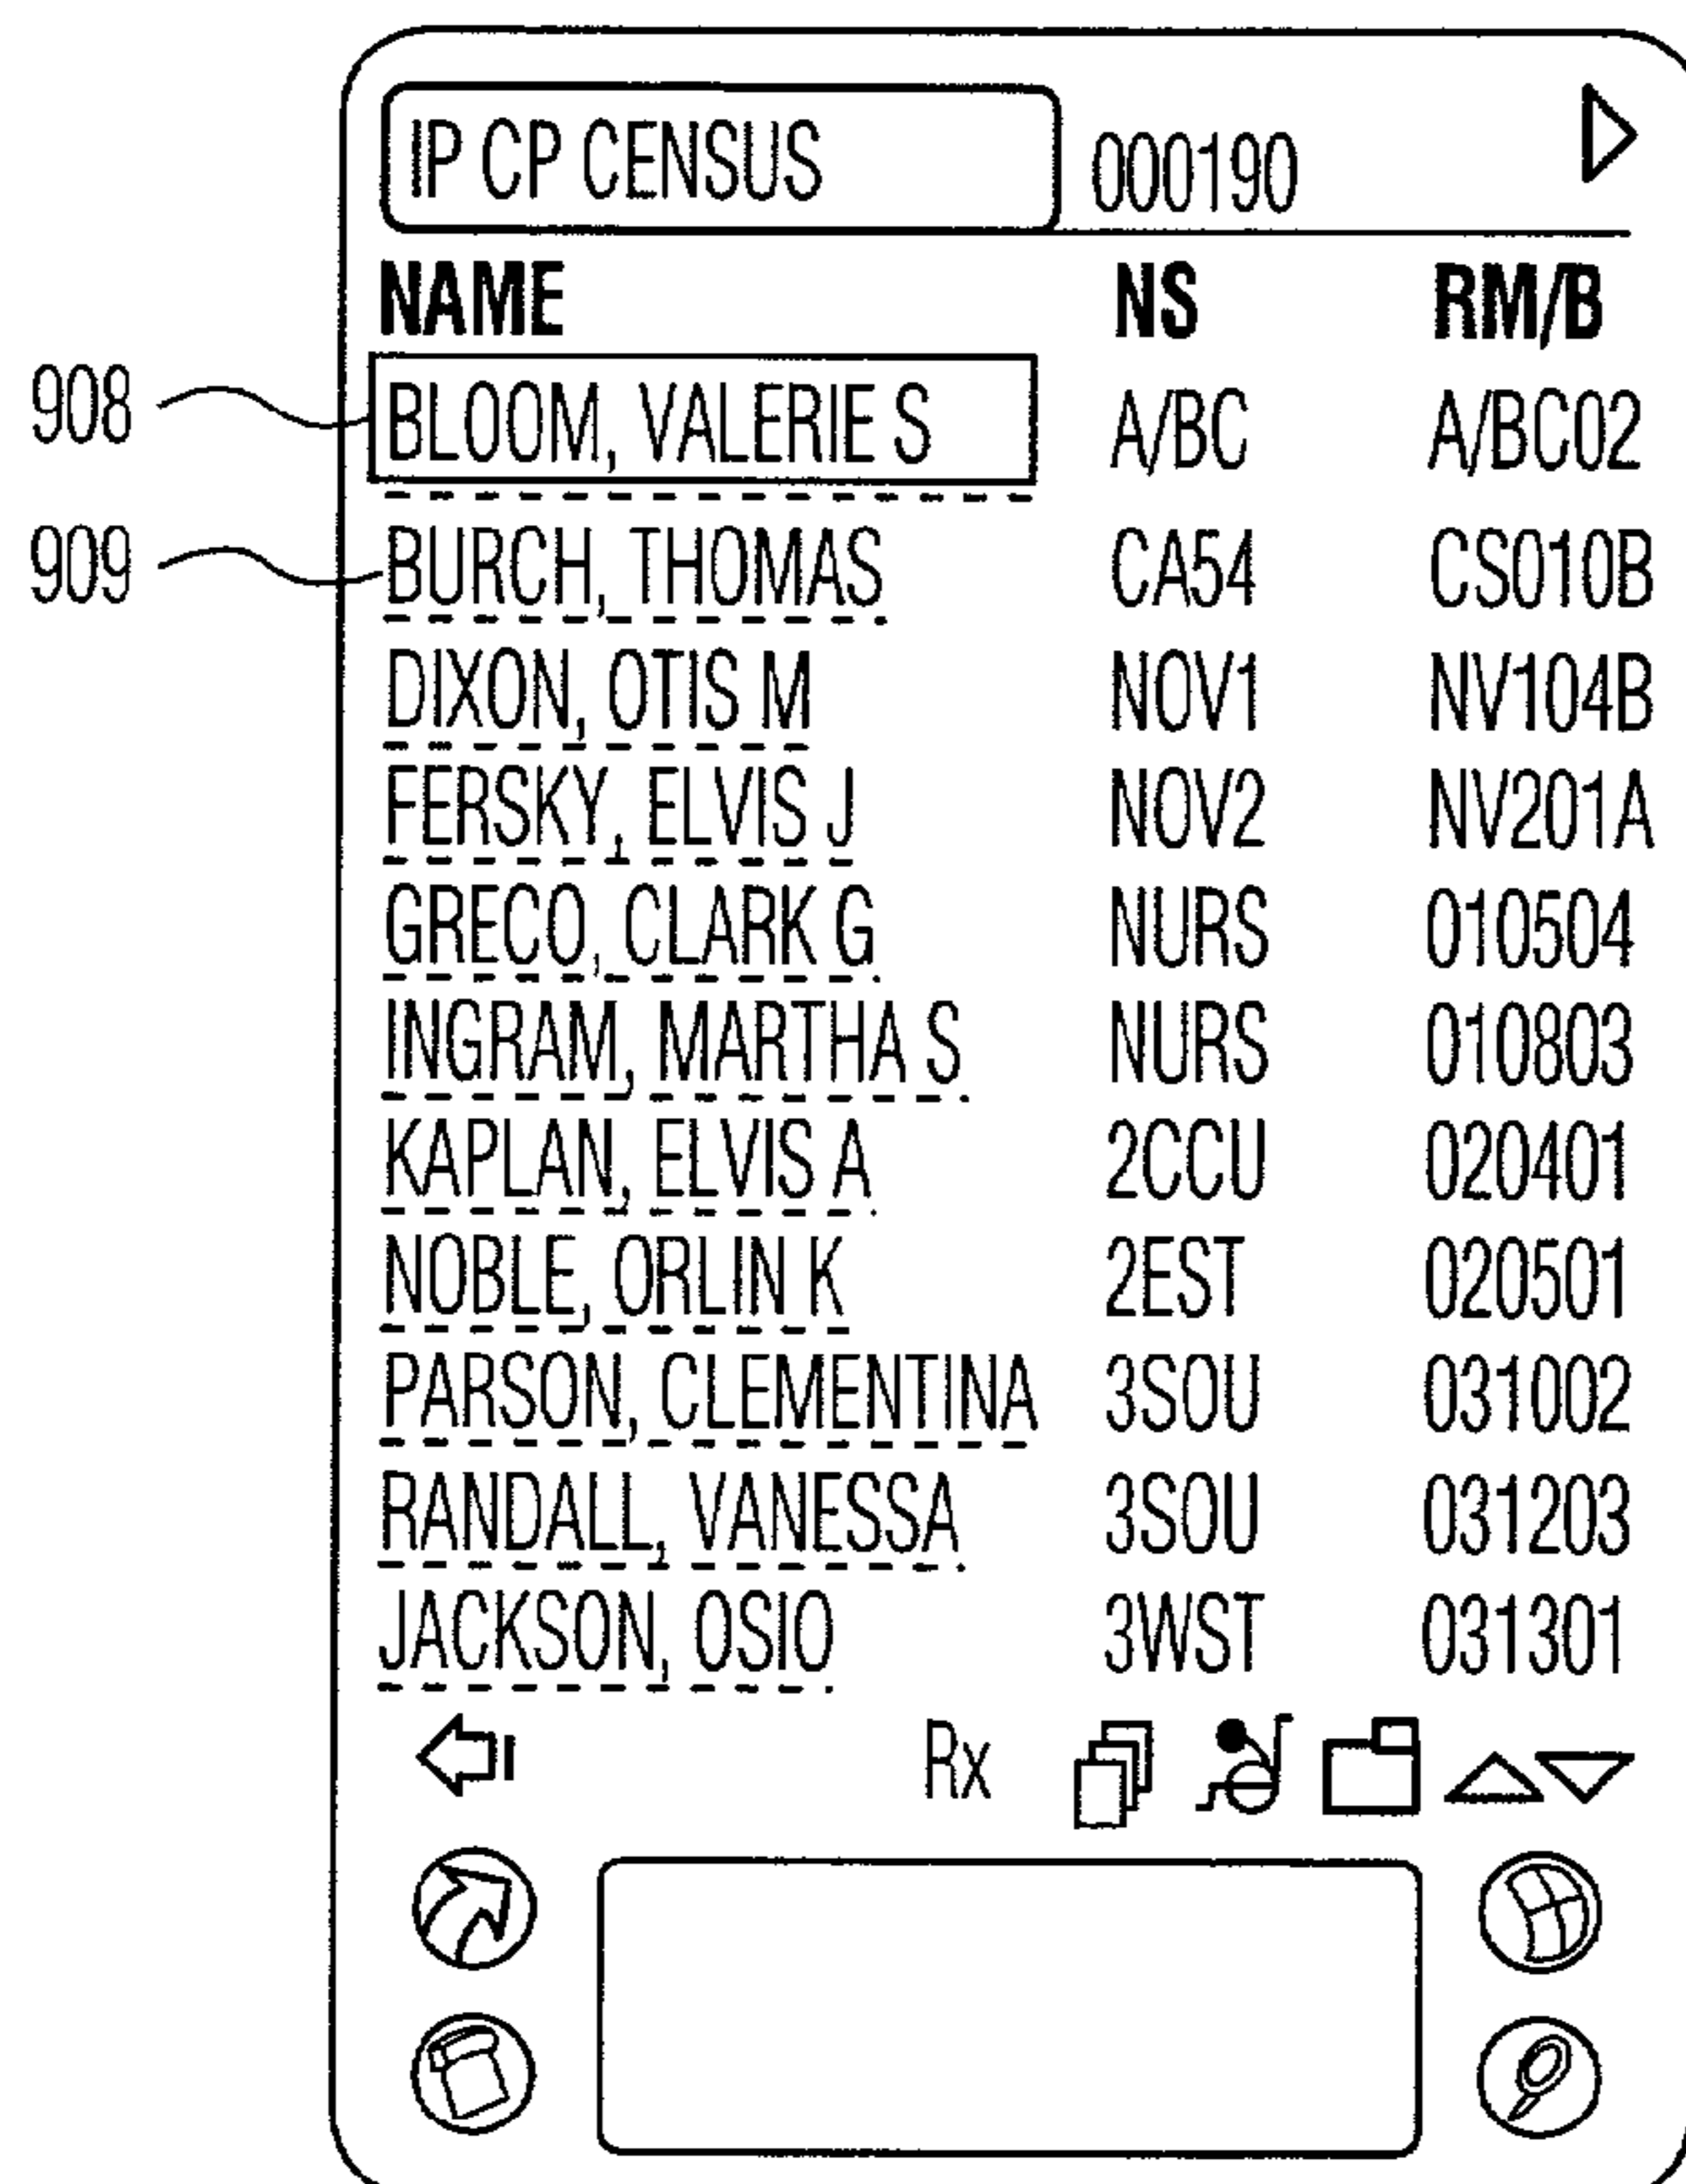 IP CP CENSUS 000190
NAME NS RM/B
908 BLOOM, VALERIE S A/BC A/BC02
909 BURCH, THOMAS CA54 CS010B
DIXON, OTIS M NOV1 NV104B
FERSKY, ELVIS J NOV2 NV201A
GRECO, CLARK G NURS 010504
INGRAM, MARTHA S NURS 010803
KAPLAN, ELVIS A 2CCU 020401
NOBLE, ORLIN K 2EST 020501
PARSON, CLEMENTINA 3SOU 031002
RANDALL, VANESSA 3SOU 031203
JACKSON, OSIO 3WST 031301
Rx